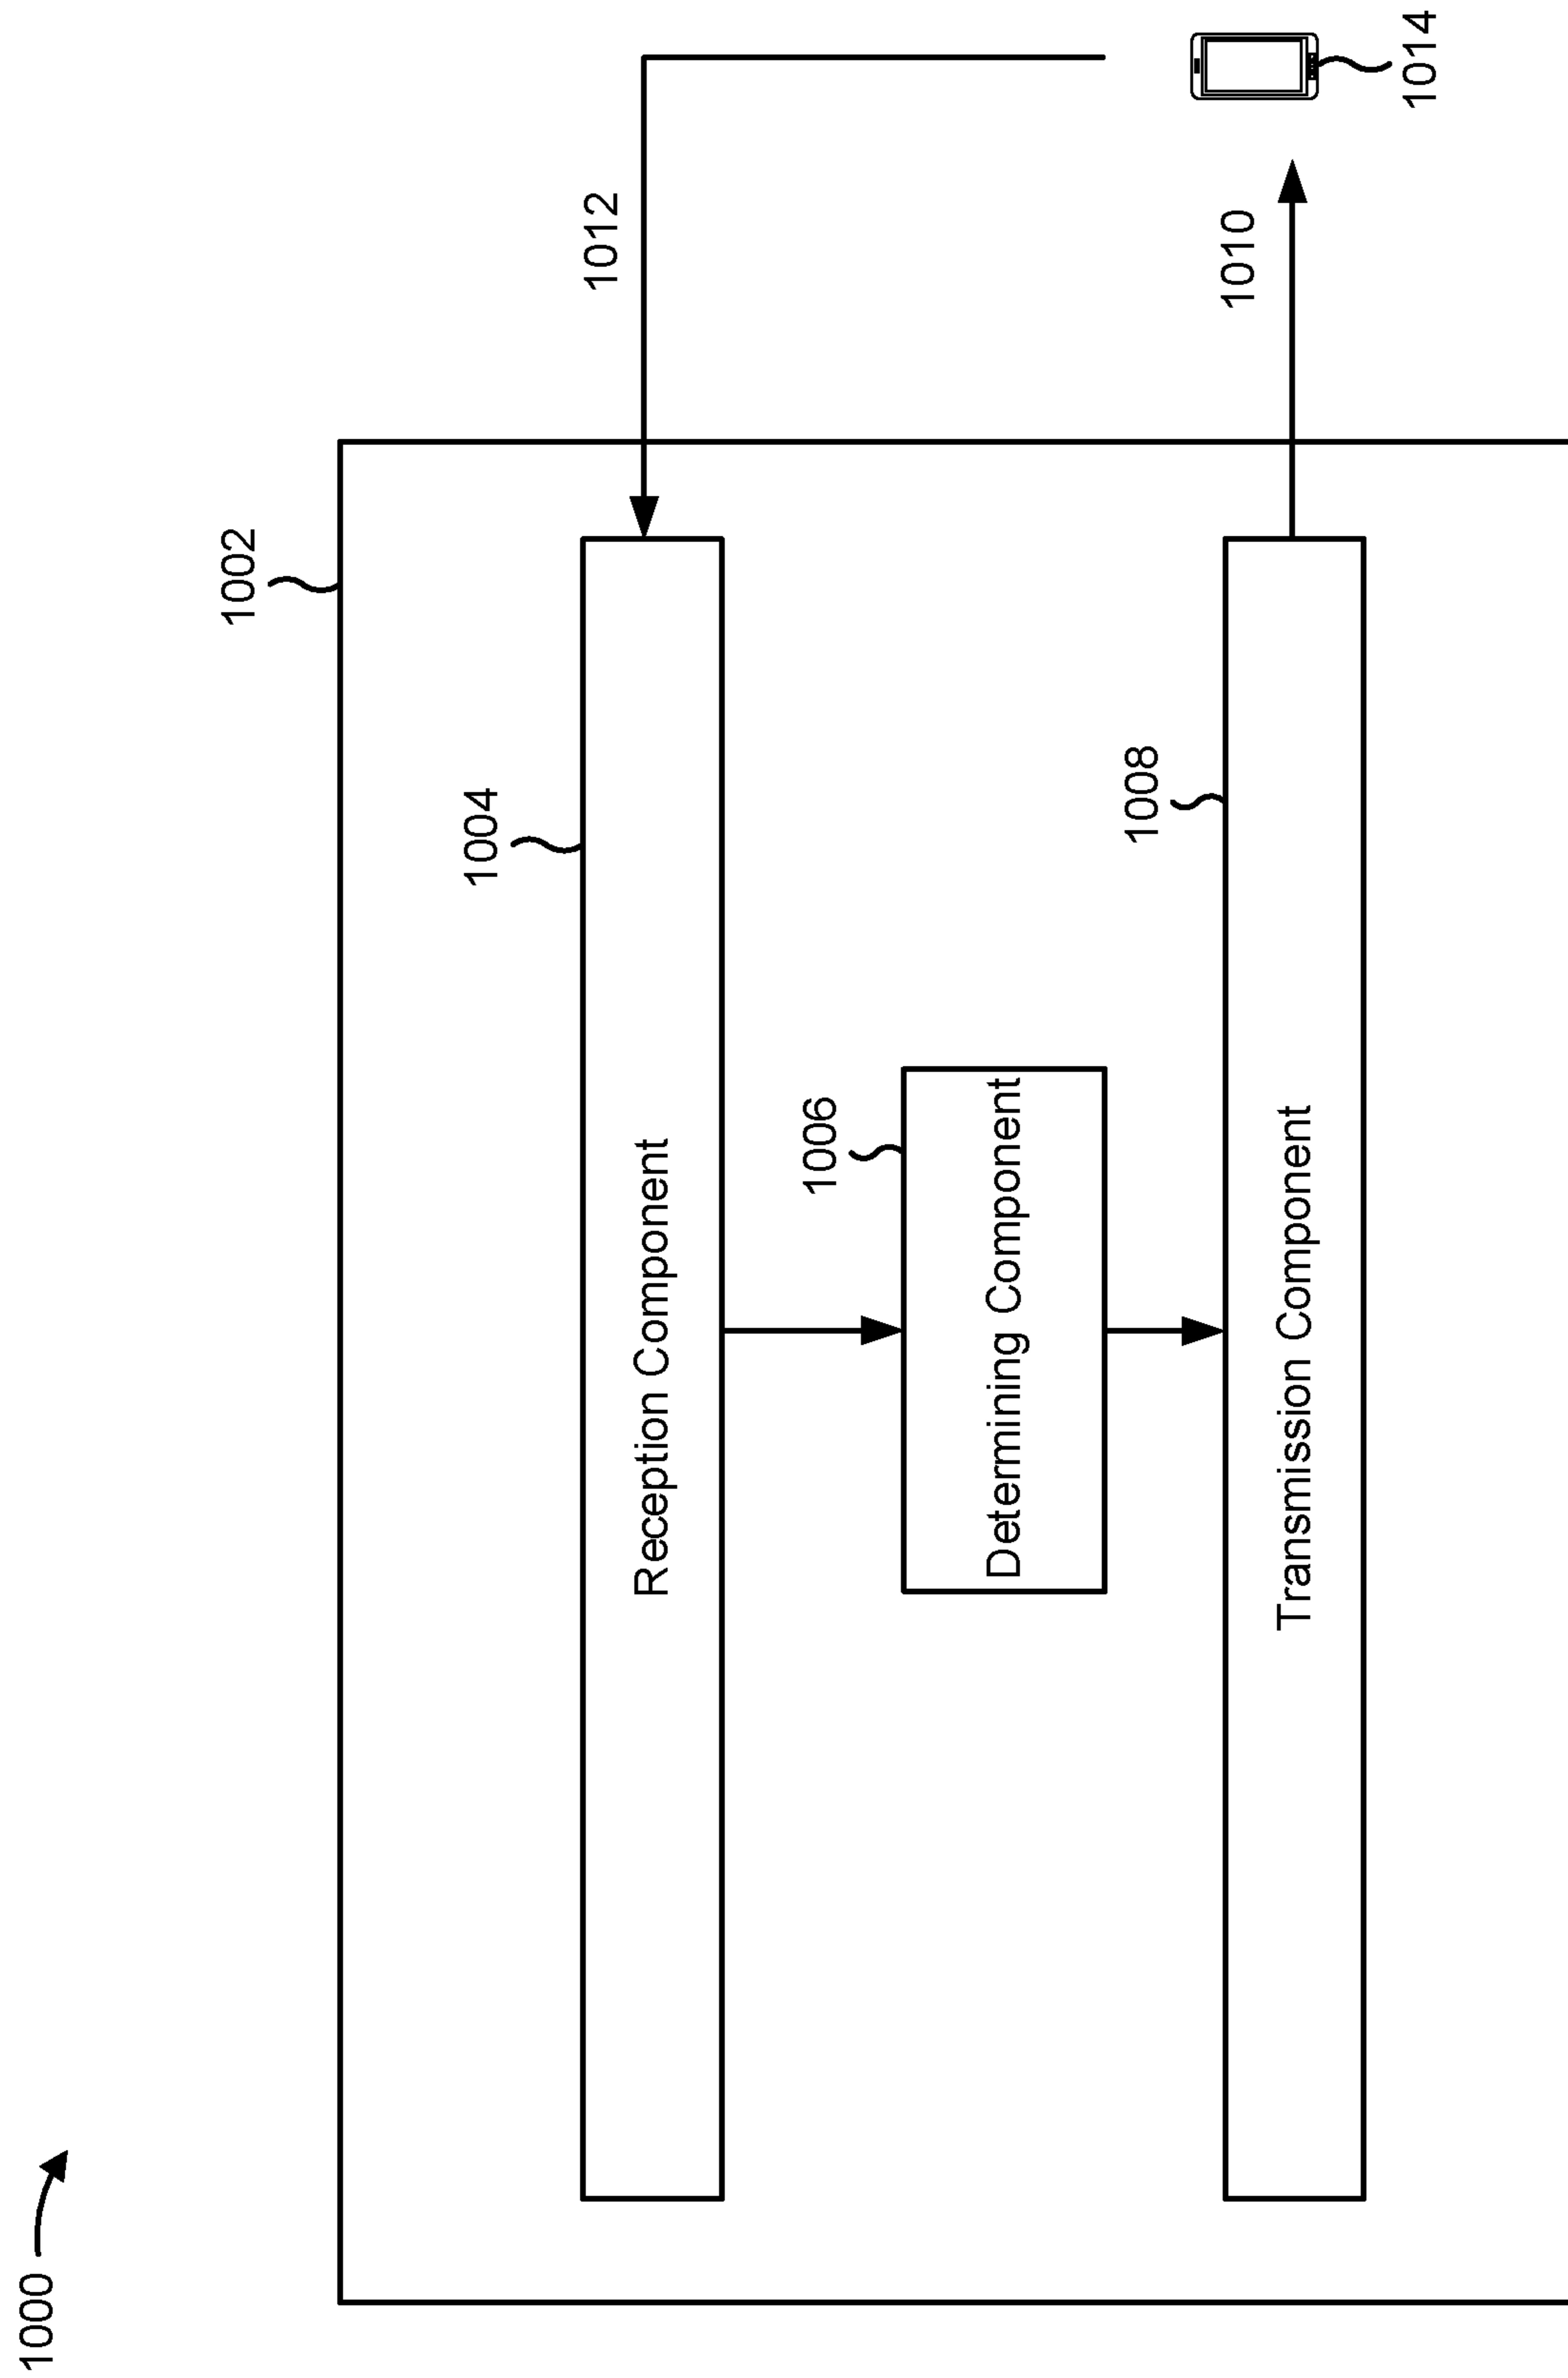 1000
1002
1004
Reception Component
1012
1006
Determining Component
1008
Transmission Component
1010
1014